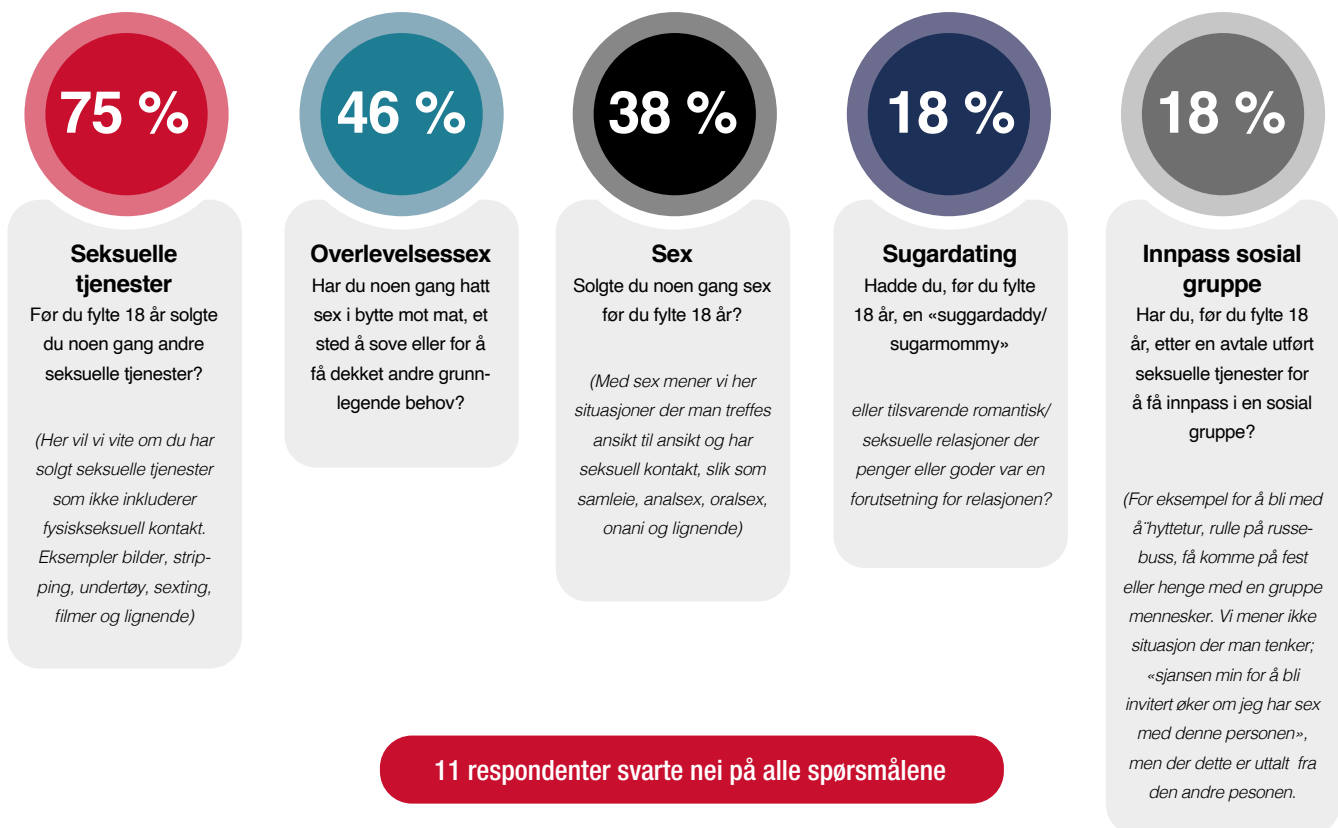 75 %
Seksuelle
tjenester
Før du fylte 18 år solgte
du noen gang andre
seksuelle tjenester?
(Her vil vi vite om du har
solgt seksuelle tjenester
som ikke inkluderer
fysiskseksuell kontakt.
Eksempler bilder, strip-
ping, undertøy, sexting,
filmer og lignende)
46 %
Overlevelsessex
Har du noen gang hatt
sex i bytte mot mat, et
sted å sove eller for å
få dekket andre grunn-
legende behov?
38 %
Sex
Solgte du noen gang sex
før du fylte 18 år?
(Med sex mener vi her
situasjoner der man treffes
ansikt til ansikt og har
seksuell kontakt, slik som
samleie, analsex, oralsex,
onani og lignende)
18 %
Sugardating
Hadde du, før du fylte
18 år, en «suggardaddy/
sugarmommy»
eller tilsvarende romantisk/
seksuelle relasjoner der
penger eller goder var en
forutsetning for relasjonen?
18 %
Innpass sosial
gruppe
Har du, før du fylte 18
år, etter en avtale utført
seksuelle tjenester for
å få innpass i en sosial
gruppe?
(For eksempel for å bli med
å¨hyttetur, rulle på russe-
buss, få komme på fest
eller henge med en gruppe
mennesker. Vi mener ikke
situasjon der man tenker;
«sjansen min for å bli
invitert øker om jeg har sex
med denne personen»,
men der dette er uttalt  fra
den andre pesonen.
11 respondenter svarte nei på alle spørsmålene